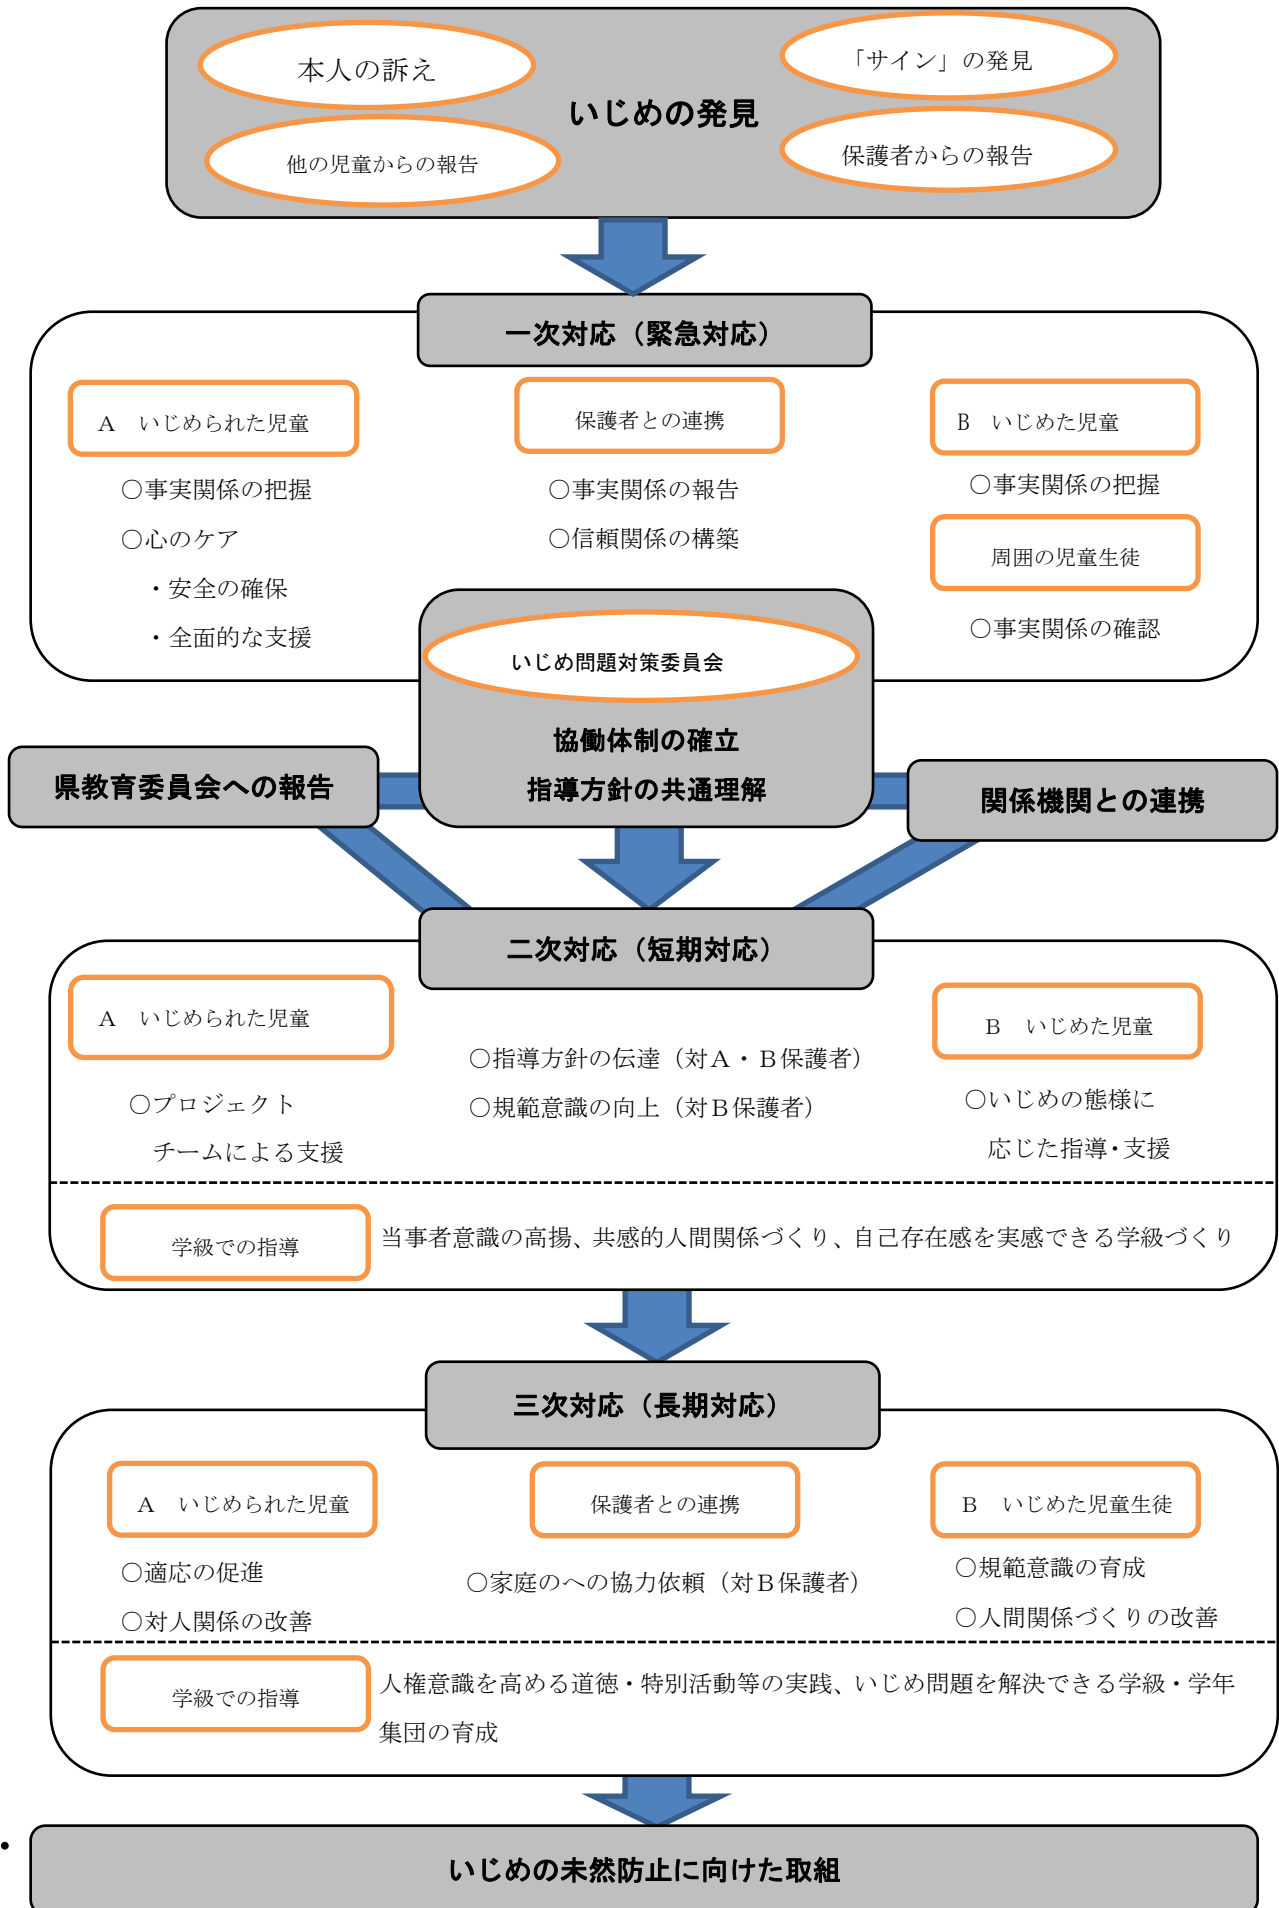 本人の訴え
「サイン」の発見
いじめの発見
他の児童からの報告
保護者からの報告
一次対応（緊急対応）
A　いじめられた児童
保護者との連携
B　いじめた児童
〇事実関係の把握
〇心のケア
・安全の確保
・全面的な支援
〇事実関係の報告
〇信頼関係の構築
〇事実関係の把握
周囲の児童生徒
〇事実関係の確認
いじめ問題対策委員会
協働体制の確立
指導方針の共通理解
県教育委員会への報告
関係機関との連携
二次対応（短期対応）
A　いじめられた児童
〇プロジェクト
チームによる支援
〇指導方針の伝達（対A・B保護者）
〇規範意識の向上（対B保護者）
B　いじめた児童
〇いじめの態様に
応じた指導・支援
学級での指導
当事者意識の高揚、共感的人間関係づくり、自己存在感を実感できる学級づくり
三次対応（長期対応）
A　いじめられた児童
〇適応の促進
〇対人関係の改善
保護者との連携
〇家庭のへの協力依頼（対B保護者）
B　いじめた児童生徒
〇規範意識の育成
〇人間関係づくりの改善
学級での指導
人権意識を高める道徳・特別活動等の実践、いじめ問題を解決できる学級・学年
集団の育成
・
いじめの未然防止に向けた取組